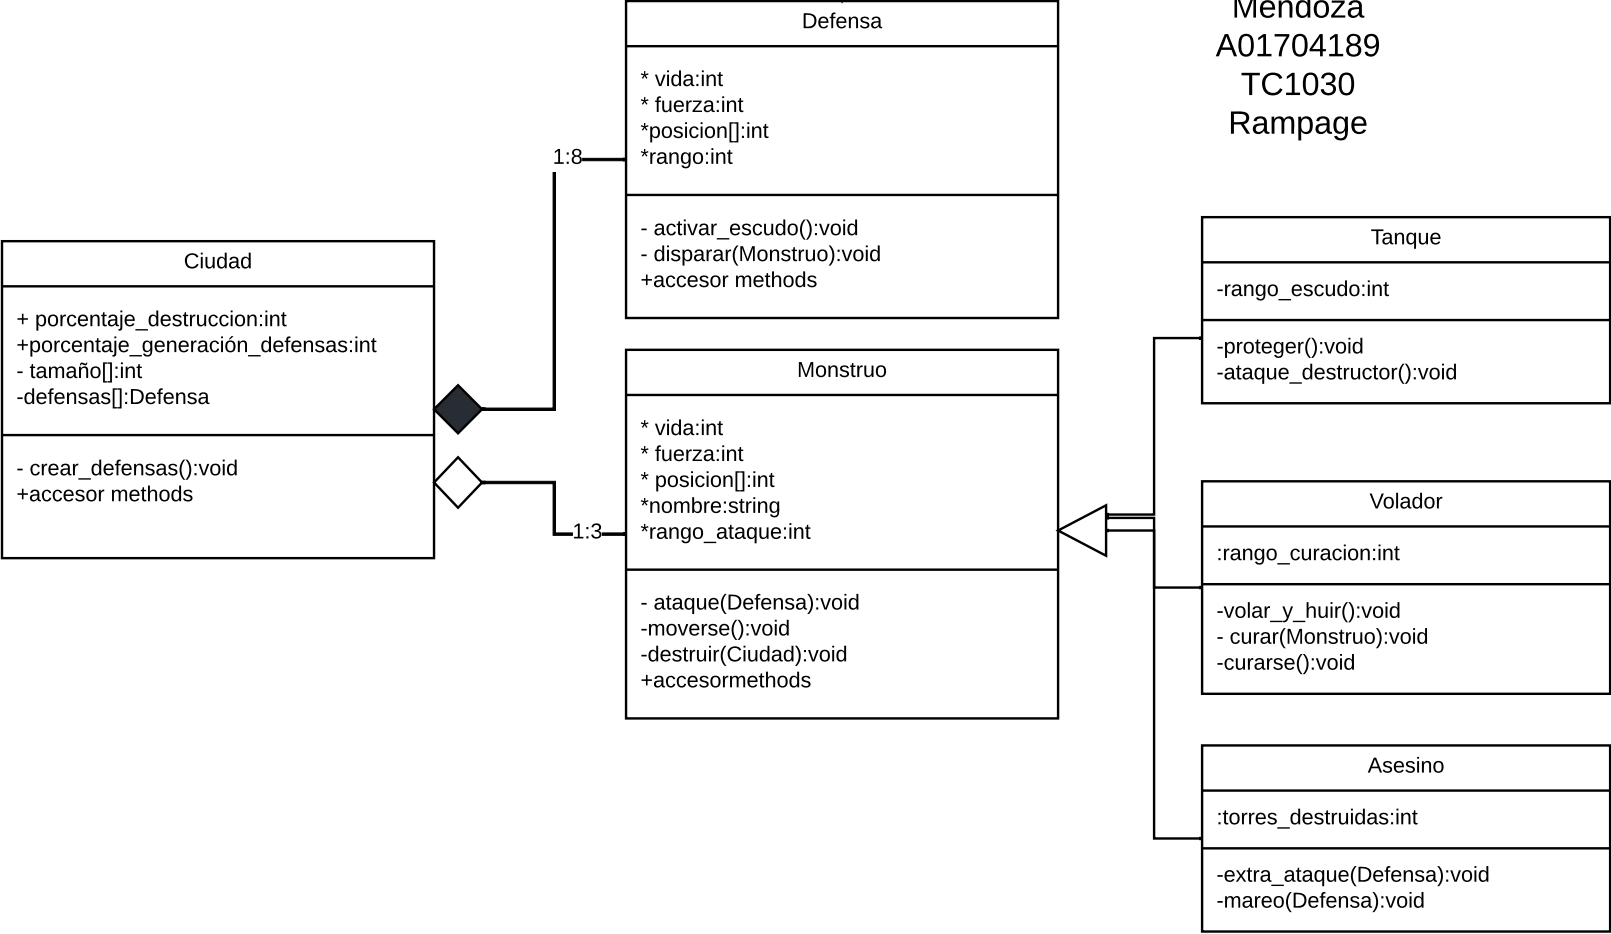 Mendoza
A01704189
TC1030
Rampage
Defensa
* vida:int
* fuerza:int
*posicion[]:int
*rango:int
- activar_escudo():void
- disparar(Monstruo):void
+accesor methods
1:8
Ciudad
+ porcentaje_destruccion:int
+porcentaje_generación_defensas:int
- tamaño[]:int
-defensas[]:Defensa
- crear_defensas():void
+accesor methods
1:3
Monstruo
* vida:int
* fuerza:int
* posicion[]:int
*nombre:string
*rango_ataque:int
- ataque(Defensa):void
-moverse():void
-destruir(Ciudad):void
+accesormethods
Tanque
-rango_escudo:int
-proteger():void
-ataque_destructor():void
Volador
:rango_curacion:int
-volar_y_huir():void
- curar(Monstruo):void
-curarse():void
Asesino
:torres_destruidas:int
-extra_ataque(Defensa):void
-mareo(Defensa):void